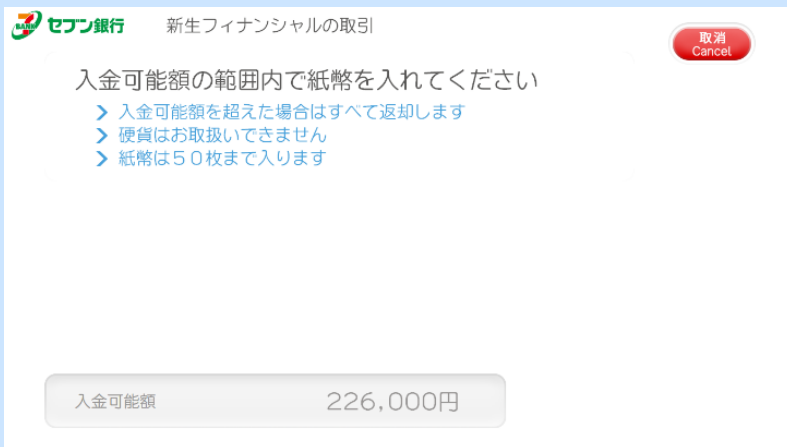 7 BANK セブン銀行 新生フィナンシャルの取引
取消
Cancel
入金可能額の範囲内で紙幣を入れてください
> 入金可能額を超えた場合はすべて返却します
> 硬貨はお取扱いできません
> 紙幣は50枚まで入ります
入金可能額 226,000円